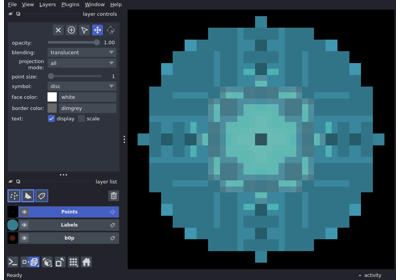 File View Layers Plugins Window Help
layer controls
opacity: 1.00
blending: translucent
projection mode: all
point size: 1
symbol: disc
face color: white
border color: dimgrey
text: display scale
layer list
Points
Labels
b0p
Ready activity